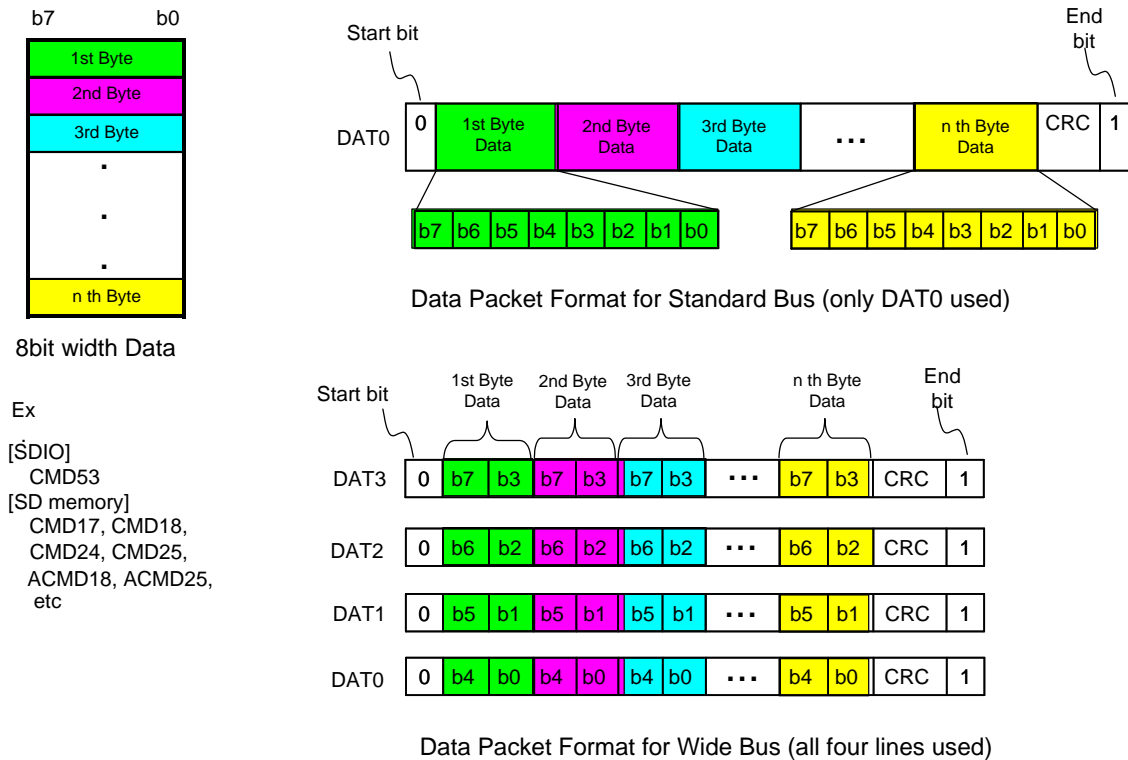 b7 b0
1st Byte
2nd Byte
3rd Byte
.
.
.
n th Byte
8bit width Data
Ex
[SDIO]
CMD53
[SD memory]
CMD17, CMD18,
CMD24, CMD25,
ACMD18, ACMD25,
etc
Start bit
End
bit
DAT0 0 1st Byte Data 2nd Byte Data 3rd Byte Data ... n th Byte Data CRC 1
b7 b6 b5 b4 b3 b2 b1 b0 b7 b6 b5 b4 b3 b2 b1 b0
Data Packet Format for Standard Bus (only DAT0 used)
Start bit
1st Byte Data 2nd Byte Data 3rd Byte Data n th Byte Data
End
bit
DAT3 0 b7 b3 b7 b3 b7 b3 ... b7 b3 CRC 1
DAT2 0 b6 b2 b6 b2 b6 b2 ... b6 b2 CRC 1
DAT1 0 b5 b1 b5 b1 b5 b1 ... b5 b1 CRC 1
DAT0 0 b4 b0 b4 b0 b4 b0 ... b4 b0 CRC 1
Data Packet Format for Wide Bus (all four lines used)